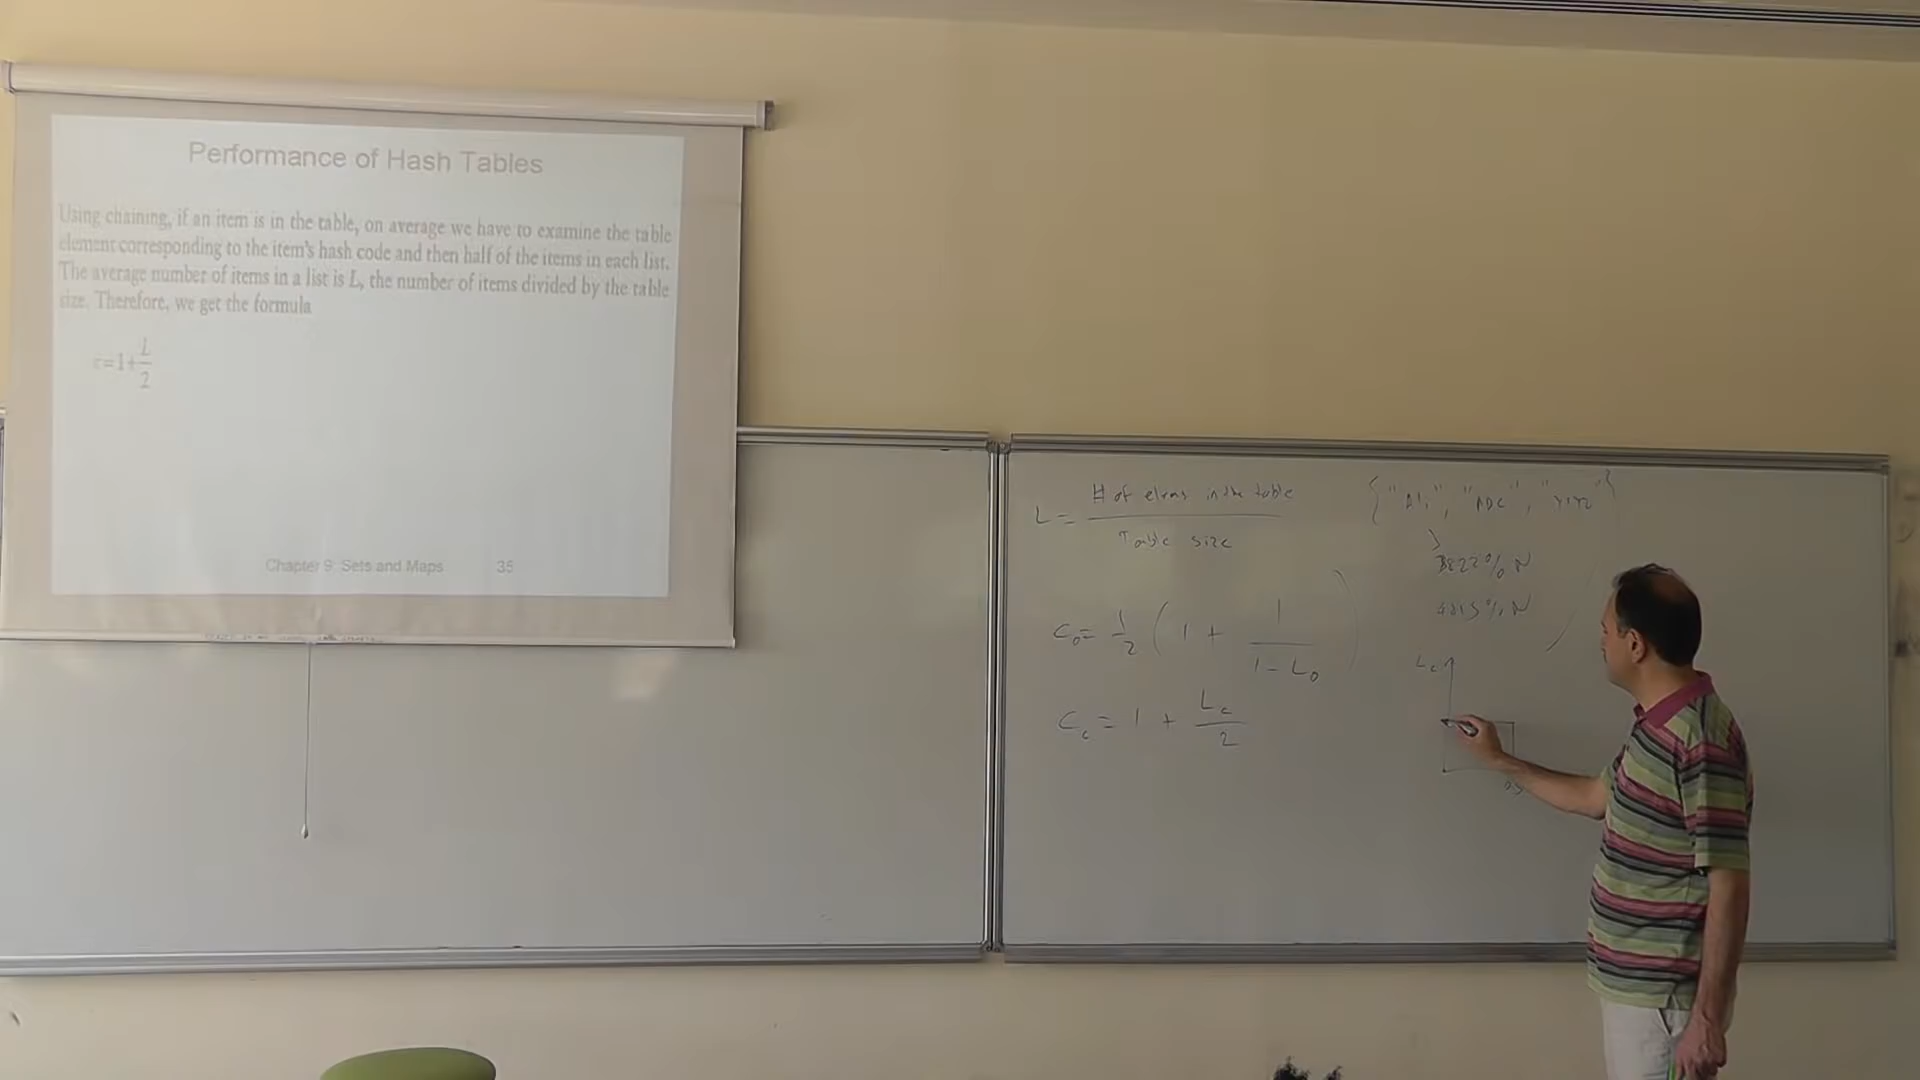 Performance of Hash Tables
Using chaining, if an item is in the table, on average we have to examine the table
element corresponding to the item's hash code and then half of the items in each list.
The average number of items in a list is L, the number of items divided by the table
size. Therefore, we get the formula
c=1+L/2
Chapter 9: Sets and Maps 35
L = # of elems in the table / Table size
C₀ = 1/2 ( 1 + 1 / 1 - L₀ )
C_c = 1 + L_c / 2
% N
% N
L_c